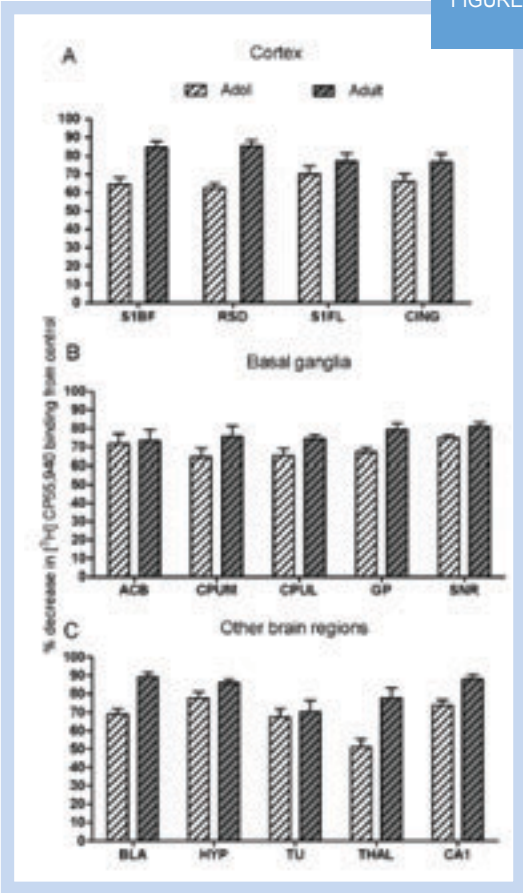 FIGURE
A
Cortex
Adol Adult
100
90
80
70
60
50
40
30
20
10
0
S1BF RSD S1FL CING
% decrease in [³H] CP55,940 binding from control
B
Basal ganglia
100
90
80
70
60
50
40
30
20
10
0
ACB CPUM CPUL GP SNR
C
Other brain regions
100
90
80
70
60
50
40
30
20
10
0
BLA HYP TU THAL CA1